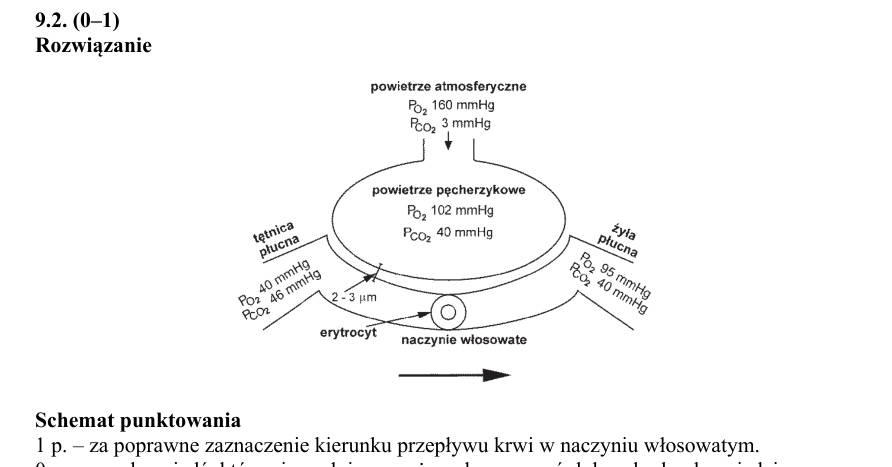 9.2. (0–1)
Rozwiązanie
powietrze atmosferyczne
PO2 160 mmHg
PCO2 3 mmHg
powietrze pęcherzykowe
PO2 102 mmHg
PCO2 40 mmHg
tętnica
płucna
PO2 40 mmHg
PCO2 46 mmHg
żyła
płucna
PO2 95 mmHg
PCO2 40 mmHg
2 - 3 μm
erytrocyt
naczynie włosowate
Schemat punktowania
1 p. – za poprawne zaznaczenie kierunku przepływu krwi w naczyniu włosowatym.